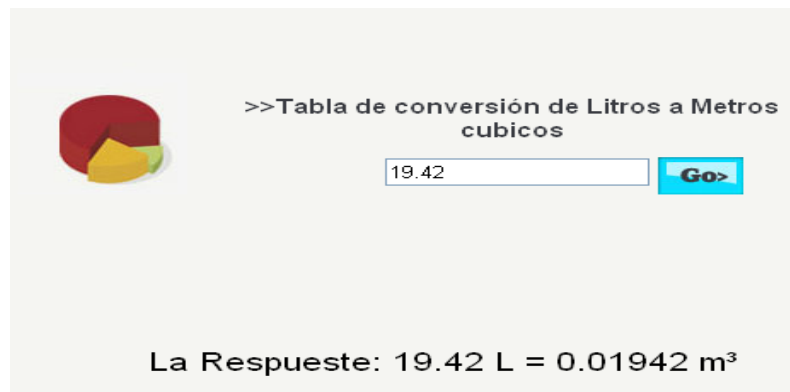 >>Tabla de conversión de Litros a Metros
cubicos
19.42
Go>
La Respueste: 19.42 L = 0.01942 m³